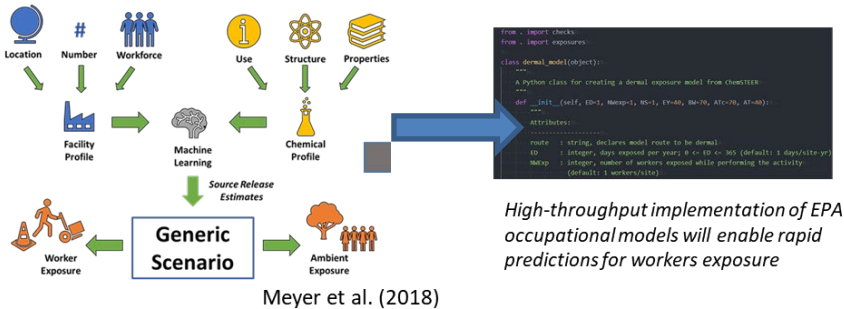 Location
#
Number
Workforce
Use
Structure
Properties
Facility
Profile
Machine
Learning
Chemical
Profile
Source Release
Estimates
Worker
Exposure
Generic
Scenario
Ambient
Exposure
Meyer et al. (2018)
from . import checks
from . import exposures
class dermal_model(object):
"""
A Python class for creating a dermal exposure model from ChemSTEER
"""
def __init__(self, ED=1, NWexp=1, NS=1, EY=40, BW=70, ATc=70, AT=40):
"""
Attributes:
-------------------
route : string, declares model route to be dermal
ED : integer, days exposed per year; 0 <= ED <= 365 (default: 1 days/site-yr)
NWExp : integer, number of workers exposed while performing the activity
(default: 1 workers/site)
High-throughput implementation of EPA
occupational models will enable rapid
predictions for workers exposure